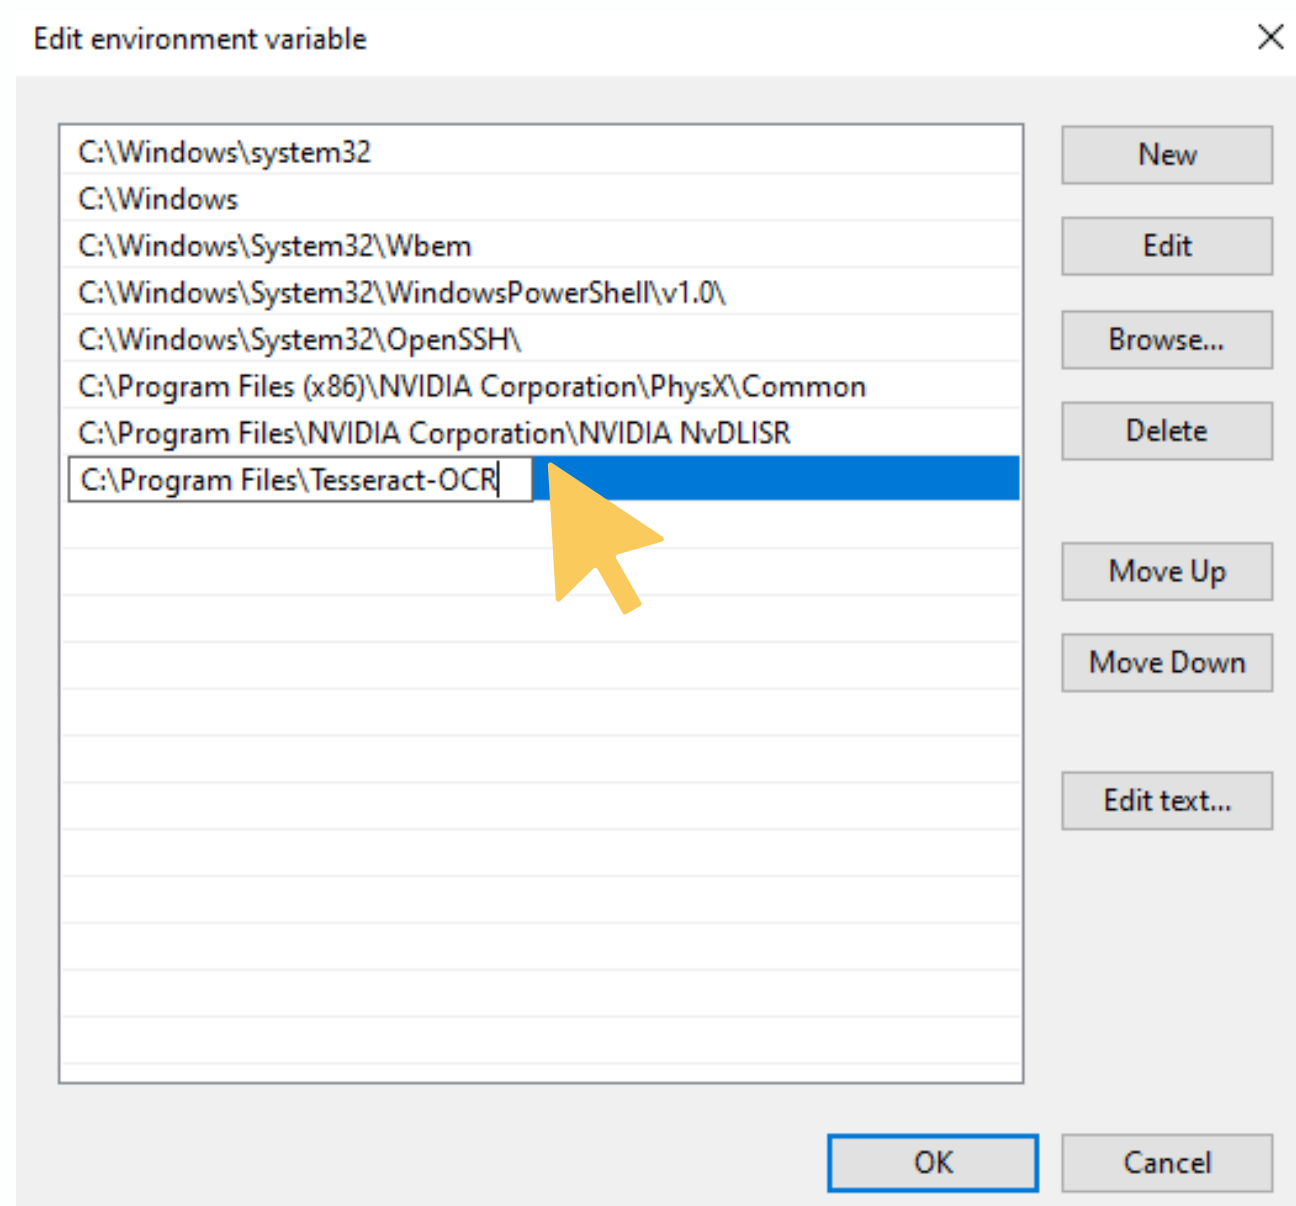 Edit environment variable
C:\Windows\system32
C:\Windows
C:\Windows\System32\Wbem
C:\Windows\System32\WindowsPowerShell\v1.0\
C:\Windows\System32\OpenSSH\
C:\Program Files (x86)\NVIDIA Corporation\PhysX\Common
C:\Program Files\NVIDIA Corporation\NVIDIA NvDLISR
C:\Program Files\Tesseract-OCR
New
Edit
Browse...
Delete
Move Up
Move Down
Edit text...
OK
Cancel